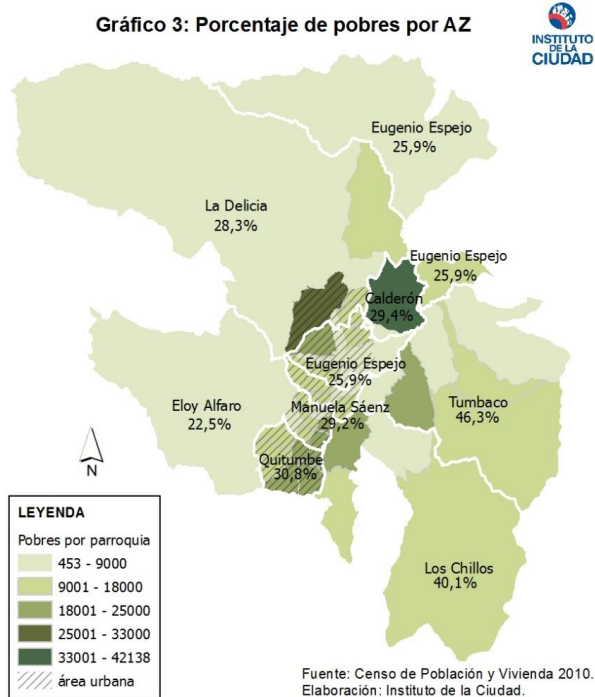 Gráfico 3: Porcentaje de pobres por AZ
INSTITUTO
DE LA
CIUDAD
Eugenio Espejo
25,9%
La Delicia
28,3%
Eugenio Espejo
25,9%
Calderón
29,4%
Eugenio Espejo
25,9%
Eloy Alfaro
22,5%
Manuela Sáenz
29,2%
Tumbaco
46,3%
Quitumbe
30,8%
N
Los Chillos
40,1%
LEYENDA
Pobres por parroquia
453 - 9000
9001 - 18000
18001 - 25000
25001 - 33000
33001 - 42138
área urbana
Fuente: Censo de Población y Vivienda 2010.
Elaboración: Instituto de la Ciudad.